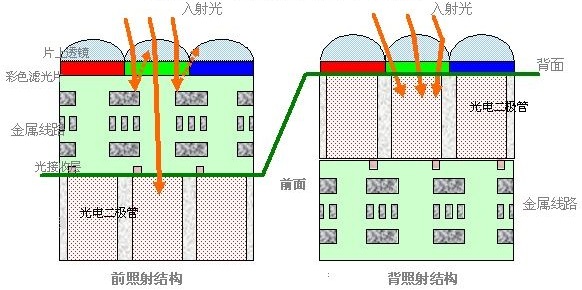 入射光
入射光
片上透镜
彩色滤光片
金属线路
光接收层
光电二极管
前照射结构
背面
光电二极管
前面
金属线路
背照射结构